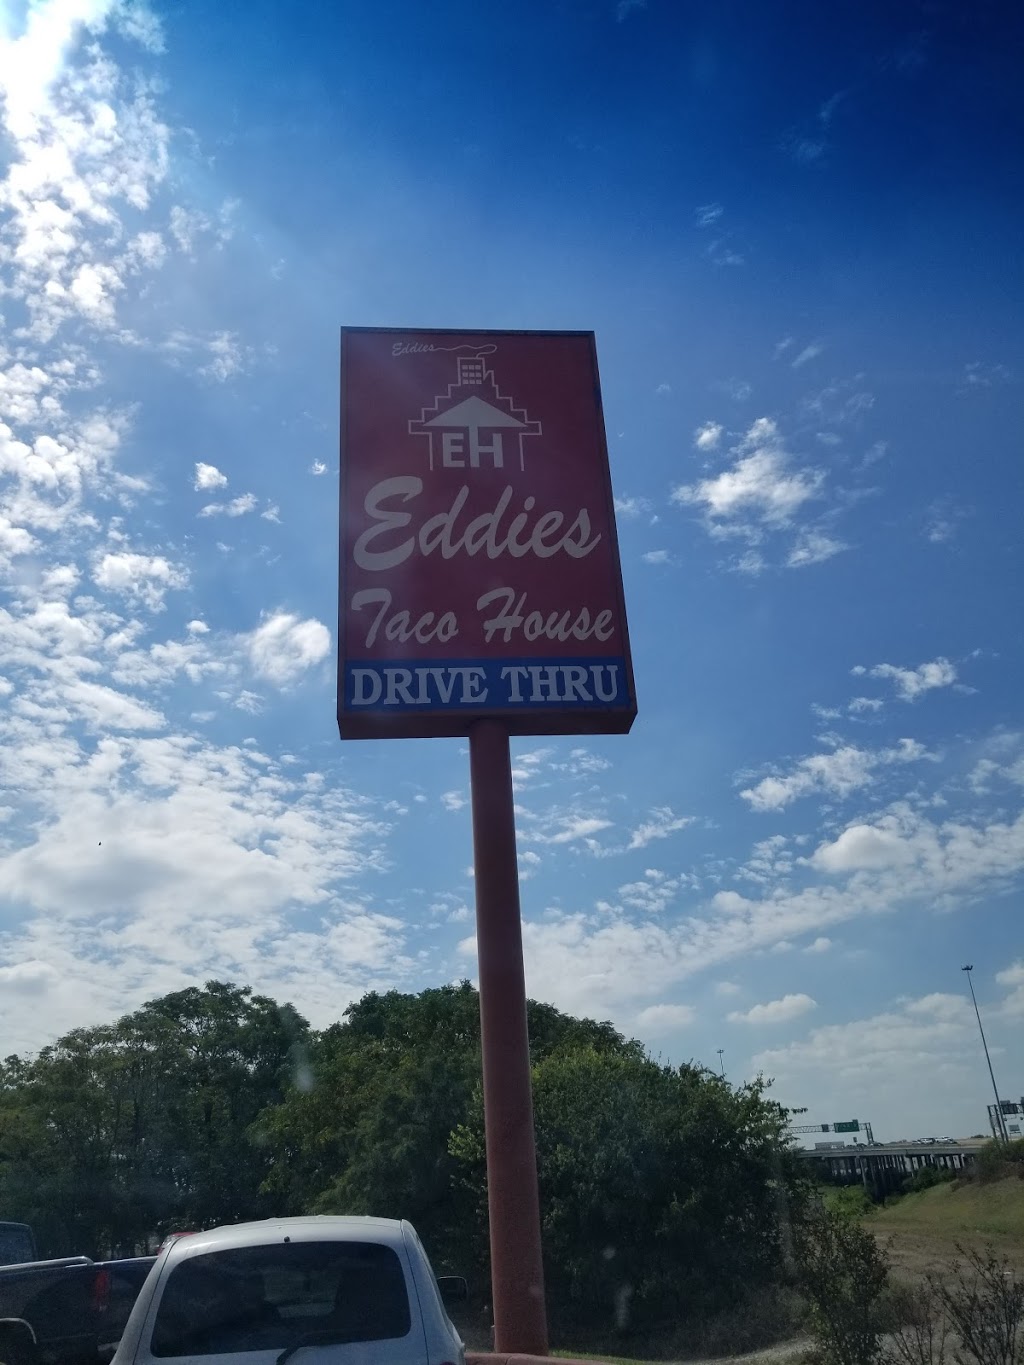 Eddies
EH
Eddies
Taco House
DRIVE THRU